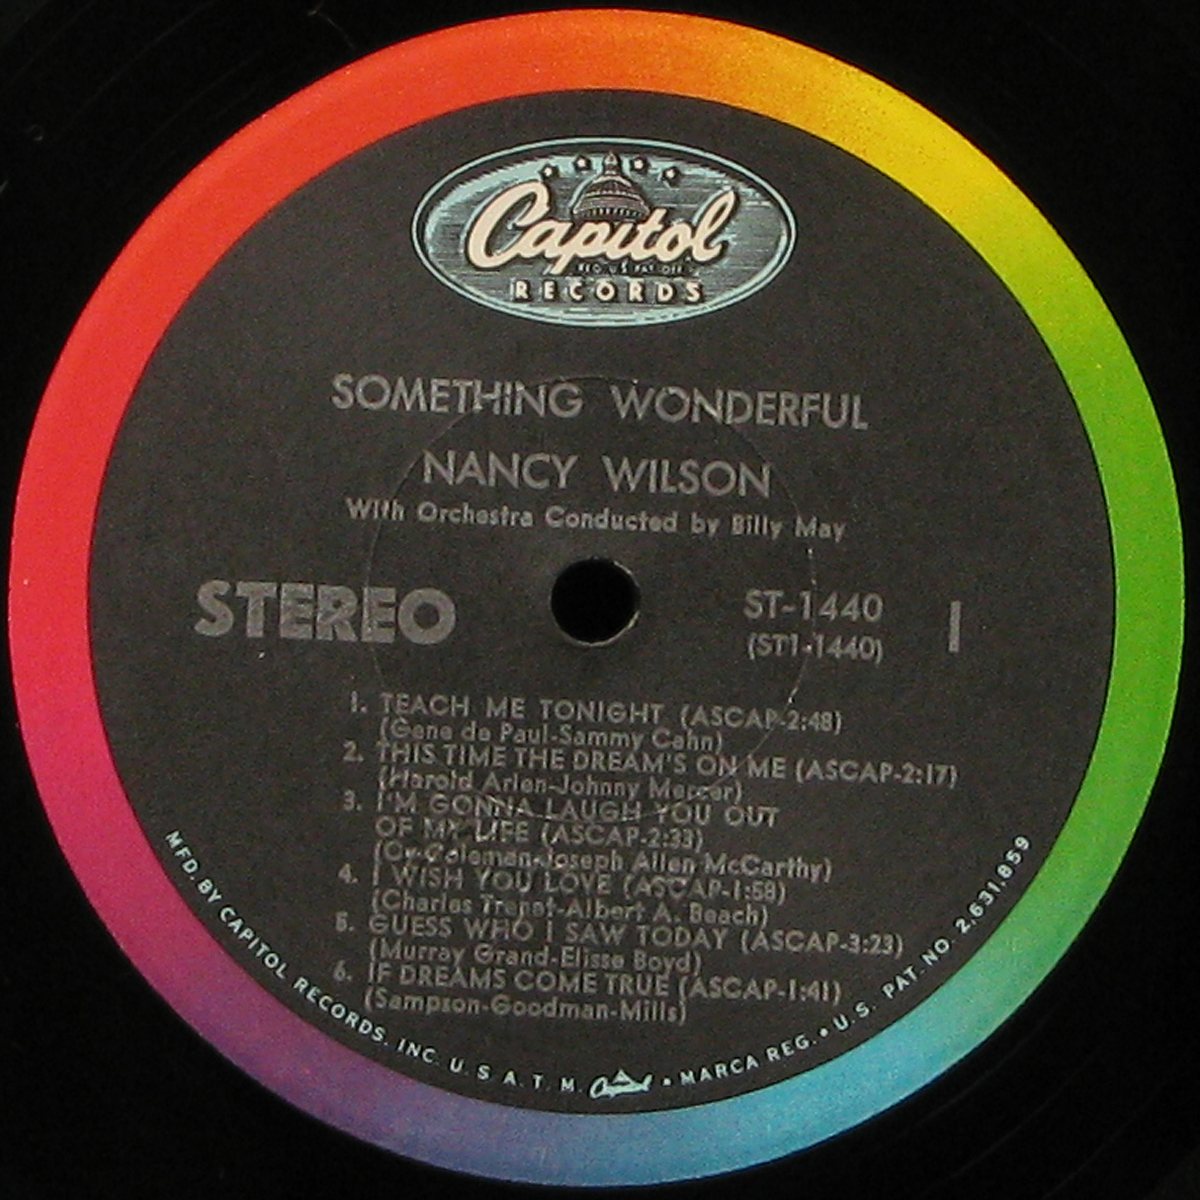 Capitol
REG. U.S. PAT. OFF.
RECORDS
SOMETHING WONDERFUL
NANCY WILSON
With Orchestra Conducted by Billy May
STEREO
ST-1440
(ST1-1440)
1
1. TEACH ME TONIGHT (ASCAP-2:48)
(Gene de Paul-Sammy Cahn)
2. THIS TIME THE DREAM'S ON ME (ASCAP-2:17)
(Harold Arlen-Johnny Mercer)
3. I'M GONNA LAUGH YOU OUT
OF MY LIFE (ASCAP-2:33)
(Cy Coleman-Joseph Allen McCarthy)
4. I WISH YOU LOVE (ASCAP-1:58)
(Charles Trenet-Albert A. Beach)
5. GUESS WHO I SAW TODAY (ASCAP-3:23)
(Murray Grand-Elisse Boyd)
6. IF DREAMS COME TRUE (ASCAP-1:41)
(Sampson-Goodman-Mills)
MFD. BY CAPITOL RECORDS, INC. U. S. A. T. M. Capitol • MARCA REG. • U.S. PAT. NO. 2,631,859